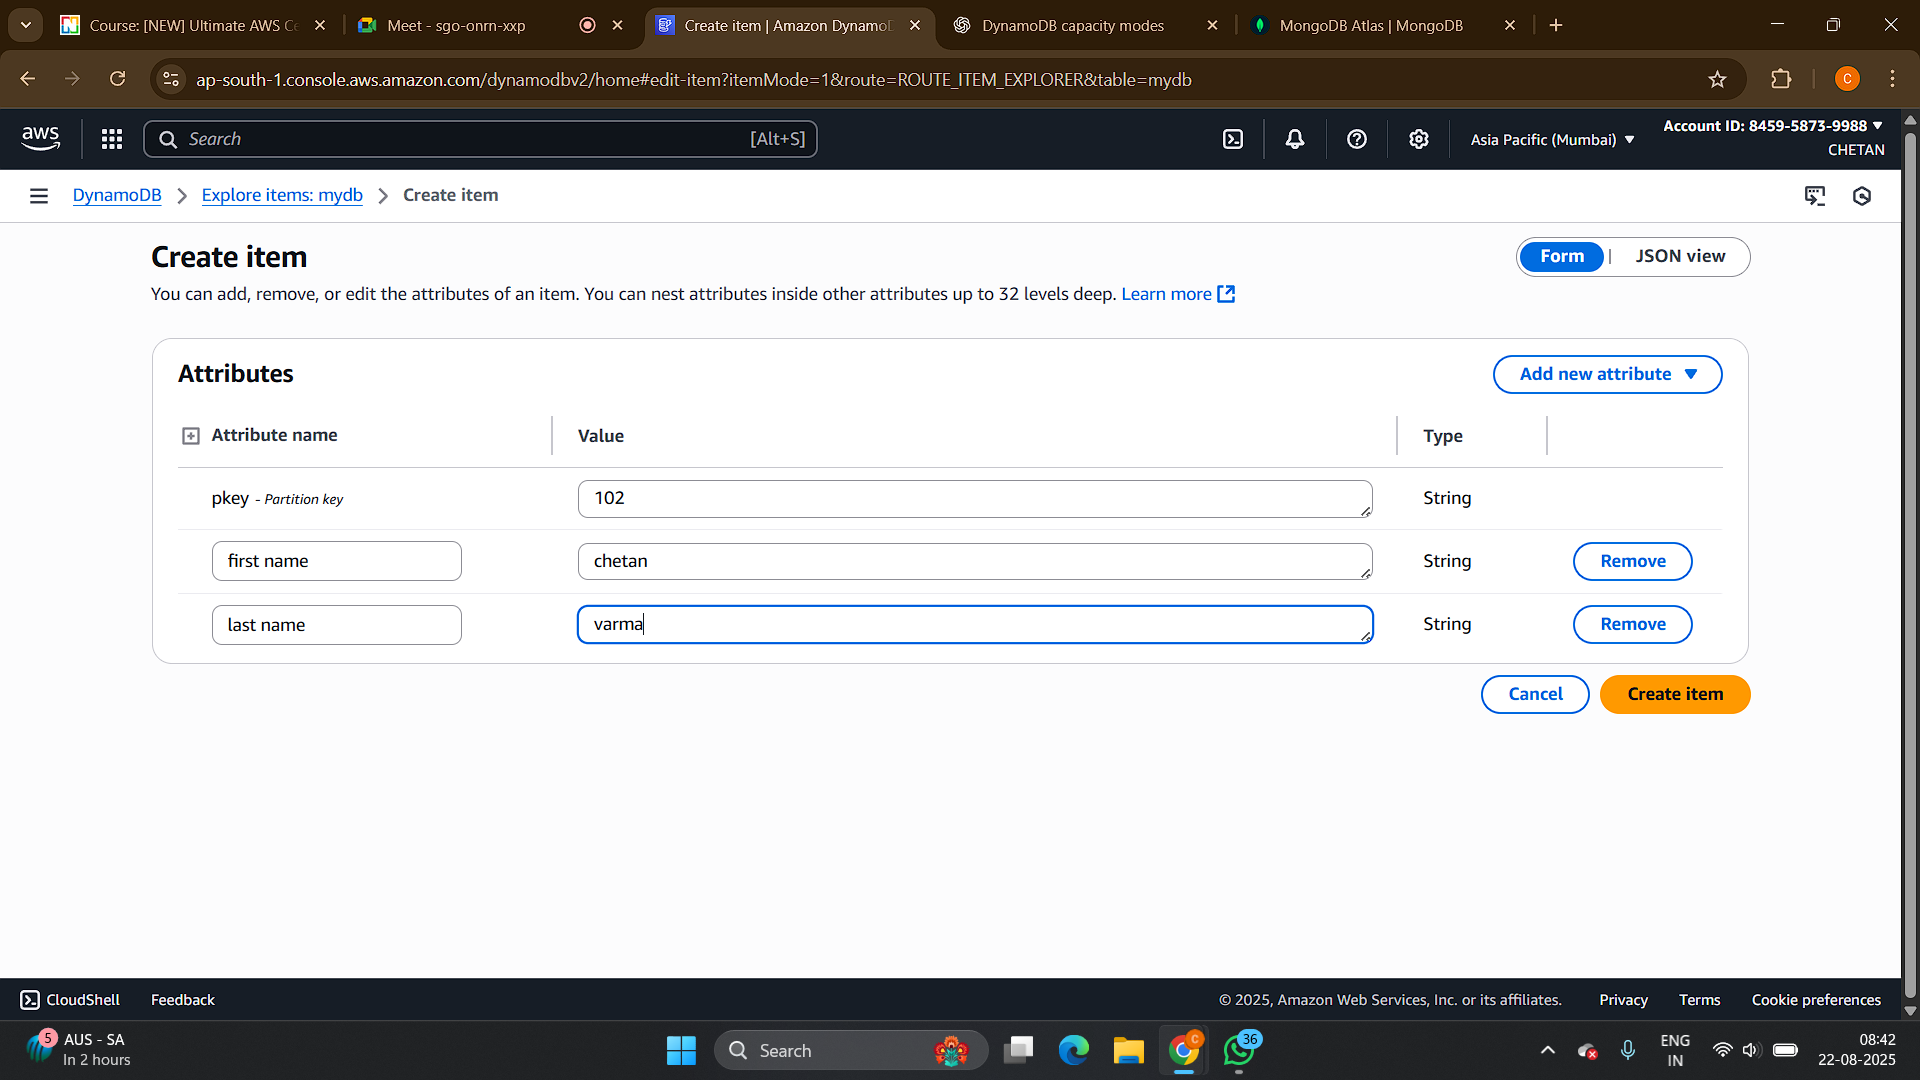 Course: [NEW] Ultimate AWS Ce
Meet - sgo-onrn-xxp
Create item | Amazon DynamoD
DynamoDB capacity modes
MongoDB Atlas | MongoDB
ap-south-1.console.aws.amazon.com/dynamodbv2/home#edit-item?itemMode=1&route=ROUTE_ITEM_EXPLORER&table=mydb
C
aws
Search
[Alt+S]
Asia Pacific (Mumbai)
Account ID: 8459-5873-9988
CHETAN
DynamoDB
Explore items: mydb
Create item
Create item
Form | JSON view
You can add, remove, or edit the attributes of an item. You can nest attributes inside other attributes up to 32 levels deep. Learn more
Attributes
Add new attribute
Attribute name
Value
Type
pkey - Partition key
102
String
first name
chetan
String
Remove
last name
varma
String
Remove
Cancel
Create item
CloudShell
Feedback
© 2025, Amazon Web Services, Inc. or its affiliates.
Privacy
Terms
Cookie preferences
5
AUS - SA
In 2 hours
Search
C
36
ENG
IN
08:42
22-08-2025